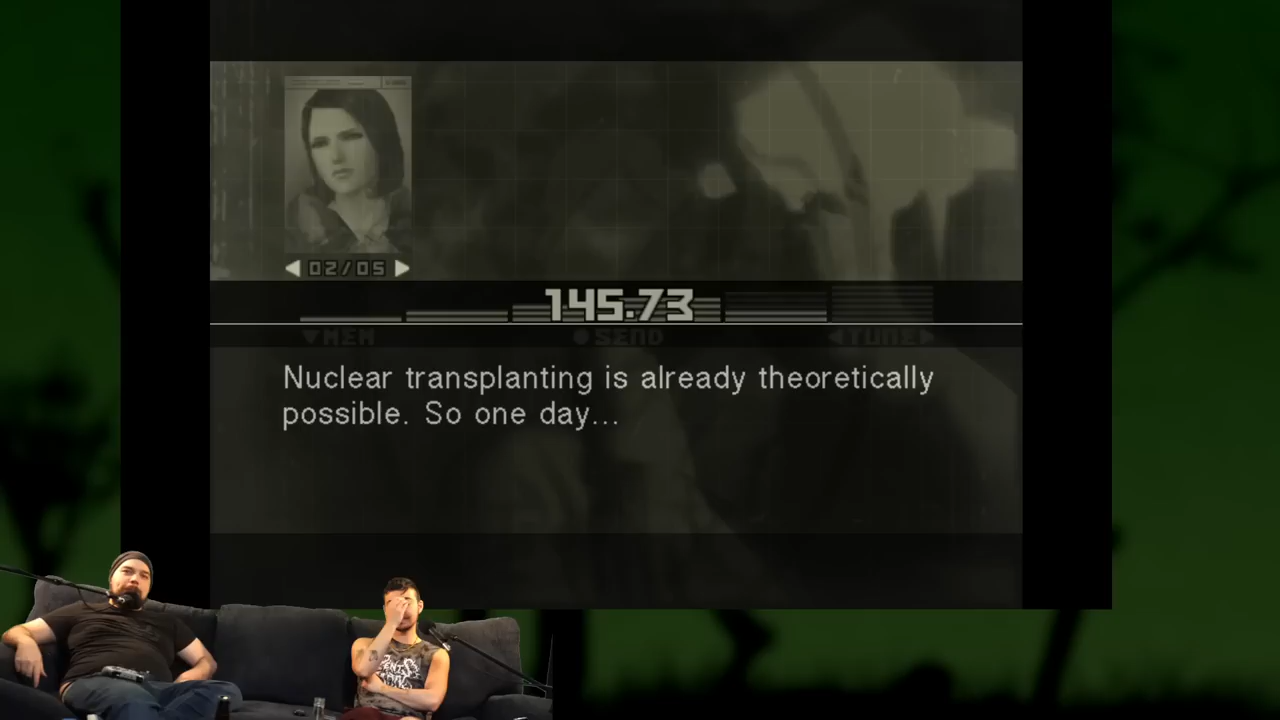 ◀ 02/05 ▶
145.73
▼MEM ●SEND ◀TUNE▶
Nuclear transplanting is already theoretically
possible. So one day...